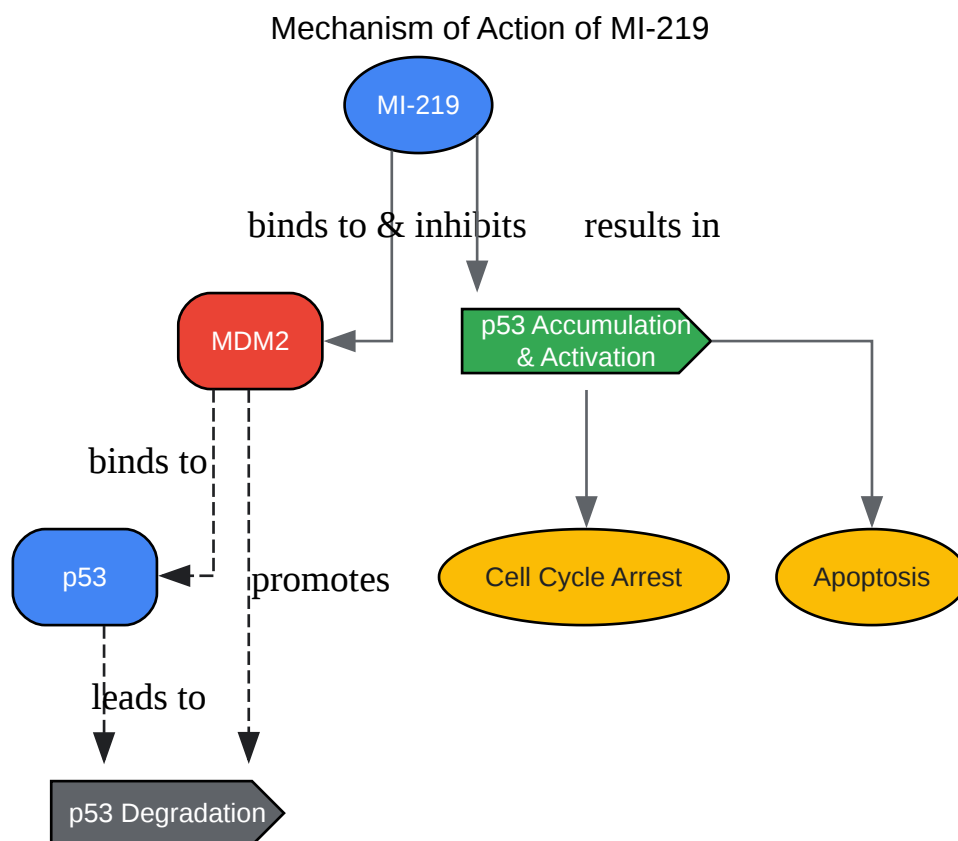 Mechanism of Action of MI-219
MI-219
binds to & inhibits
results in
MDM2
p53 Accumulation
& Activation
binds to
p53
promotes
Cell Cycle Arrest
Apoptosis
leads to
p53 Degradation